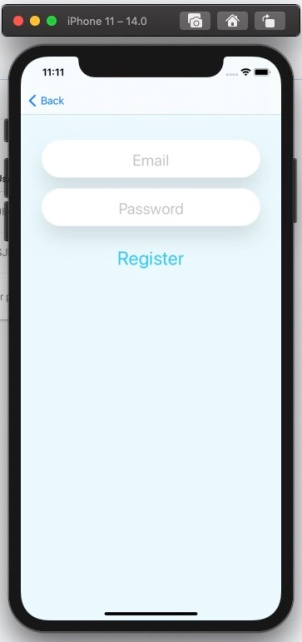 iPhone 11 – 14.0
11:11
Back
Email
Password
Register